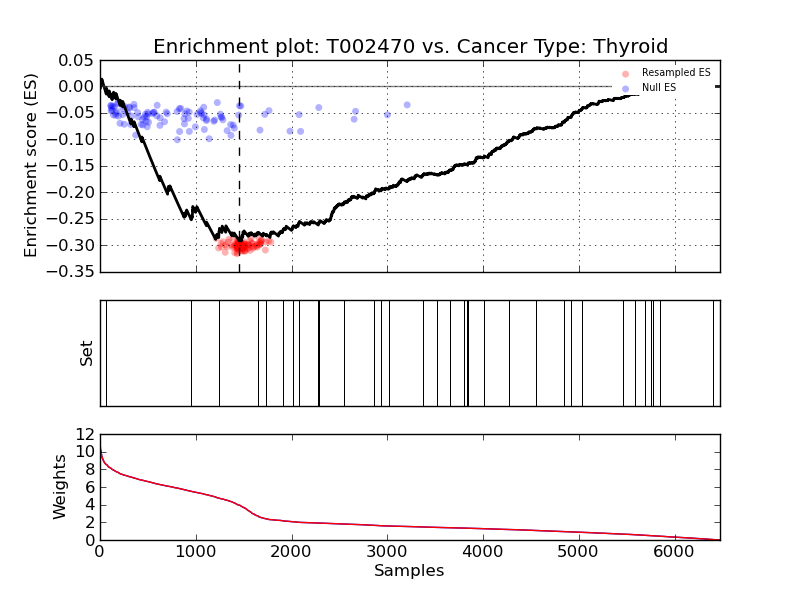 Enrichment plot: T002470 vs. Cancer Type: Thyroid
Enrichment score (ES)
0.05
0.00
−0.05
−0.10
−0.15
−0.20
−0.25
−0.30
−0.35
Resampled ES
Null ES
Set
Weights
12
10
8
6
4
2
0
0 1000 2000 3000 4000 5000 6000
Samples